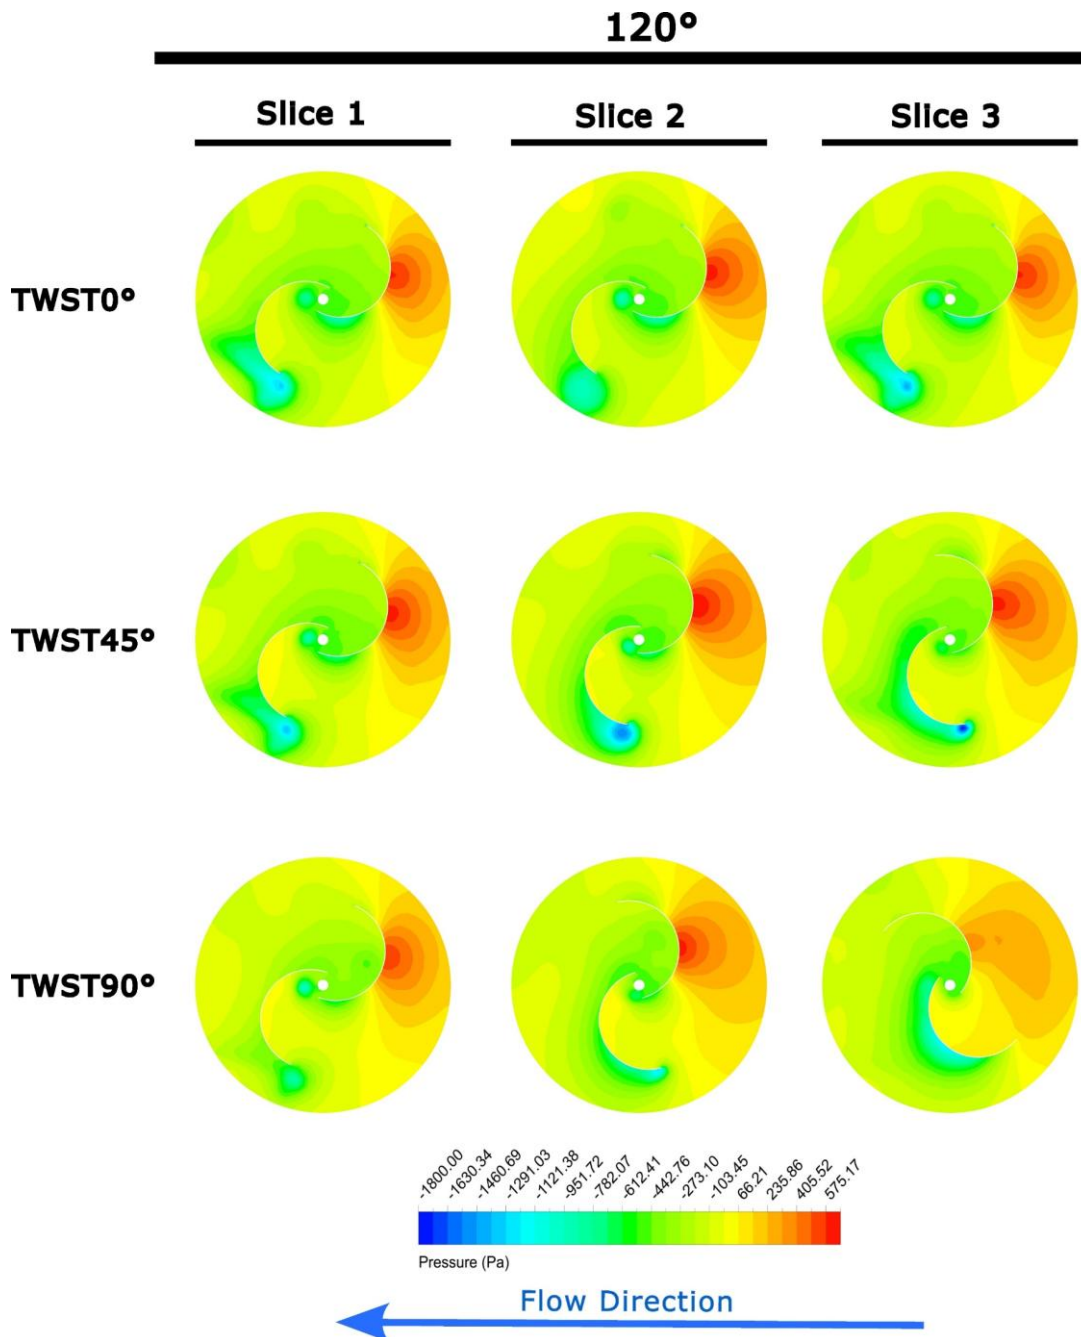 120°
Slice 1 Slice 2 Slice 3
TWST0°
TWST45°
TWST90°
-1800.00 -1630.34 -1460.69 -1291.03 -1121.38 -951.72 -782.07 -612.41 -442.76 -273.10 -103.45 66.21 235.86 405.52 575.17
Pressure (Pa)
Flow Direction